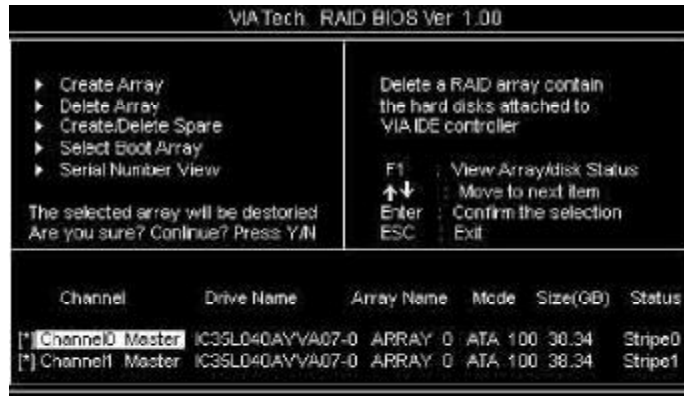 VIA Tech. RAID BIOS Ver 1.00
Create Array
Delete Array
Create/Delete Spare
Select Boot Array
Serial Number View
The selected array will be destoried
Are you sure? Continue? Press Y/N
Delete a RAID array contain
the hard disks attached to
VIA IDE controller
F1 : View Array/disk Status
↑↓ : Move to next item
Enter : Confirm the selection
ESC : Exit
Channel Drive Name Array Name Mode Size(GB) Status
[*] Channel0 Master IC35L040AVVA07-0 ARRAY 0 ATA 100 38.34 Stripe0
[*] Channel1 Master IC35L040AVVA07-0 ARRAY 0 ATA 100 38.34 Stripe1